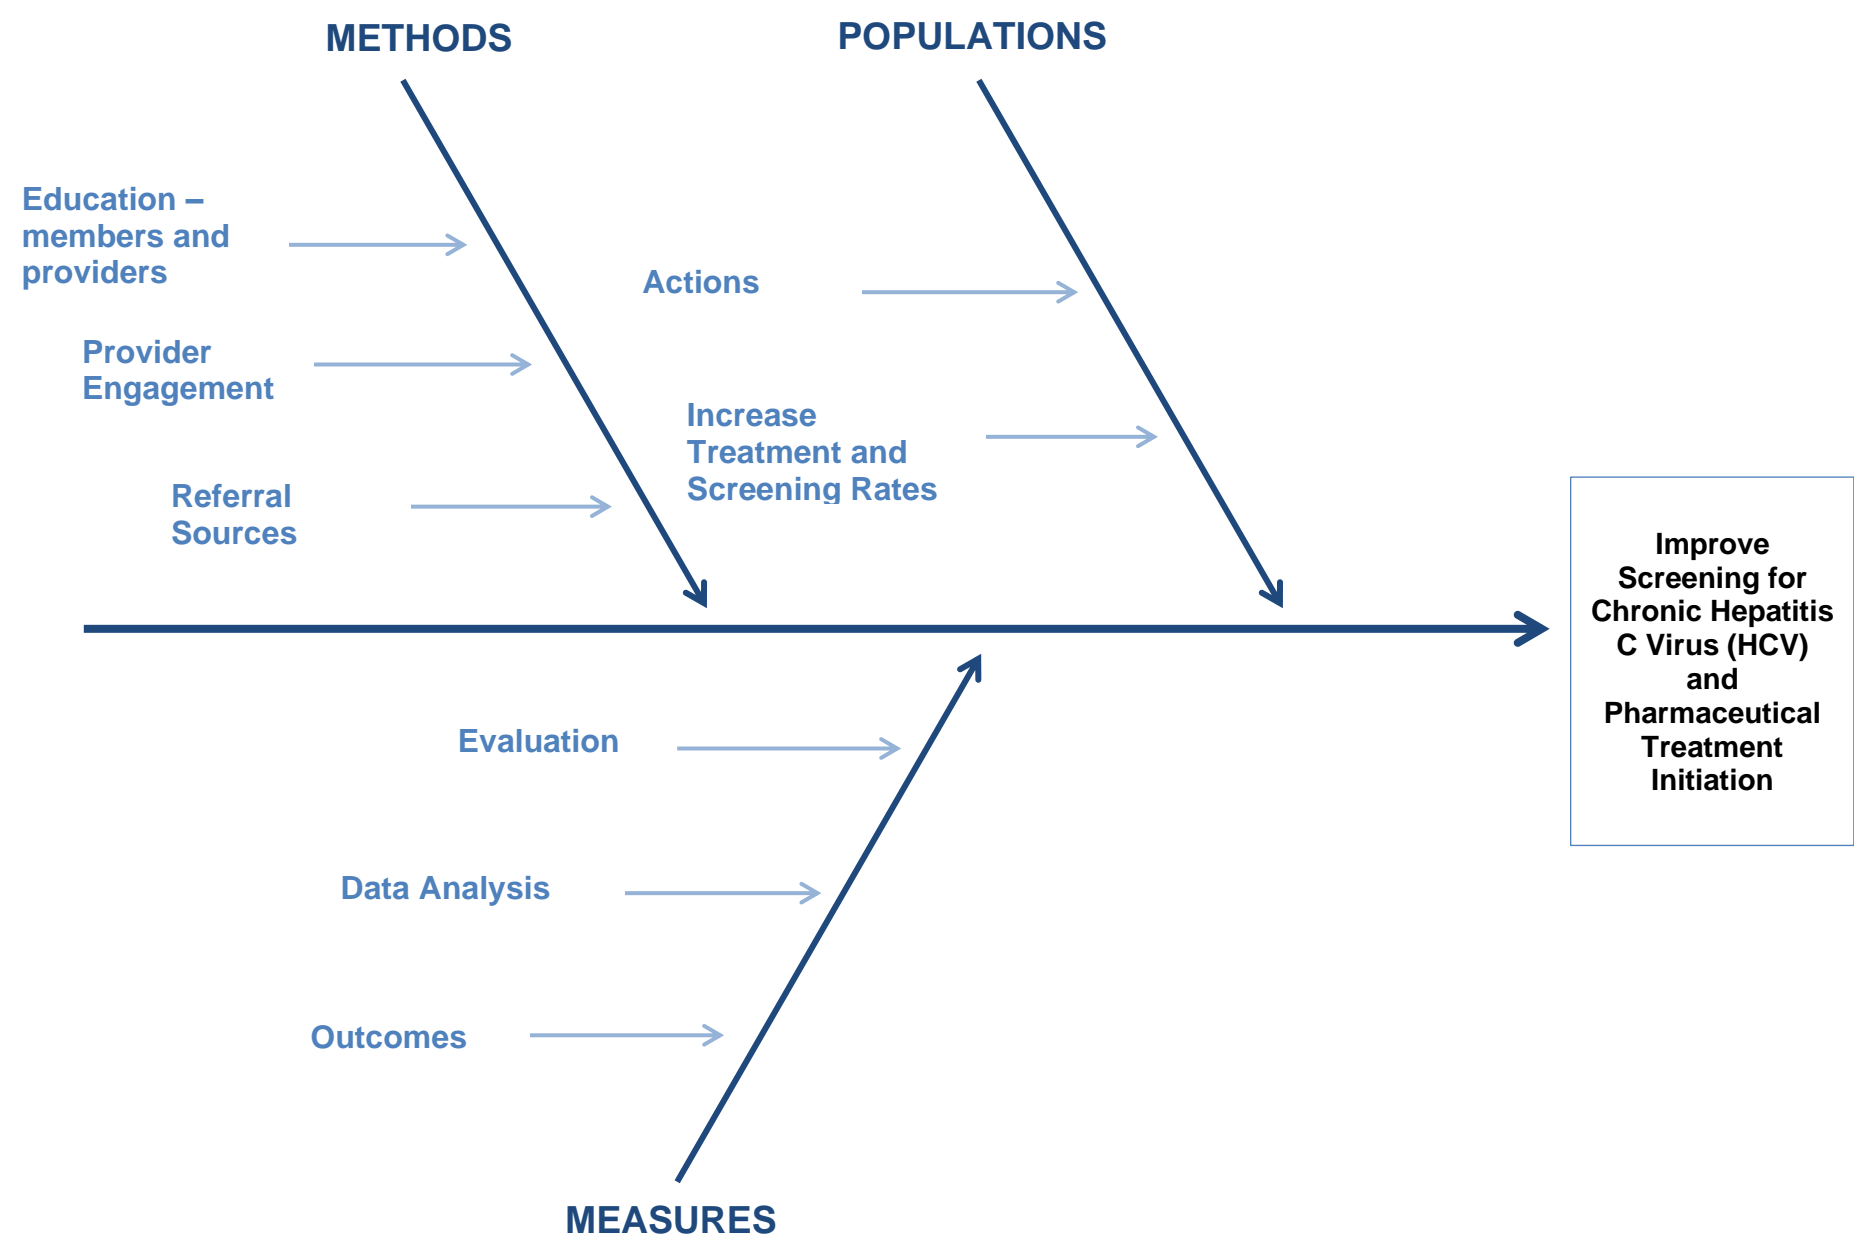 METHODS
POPULATIONS
Education –
members and
providers
Actions
Provider
Engagement
Increase
Treatment and
Screening Rates
Referral
Sources
Improve
Screening for
Chronic Hepatitis
C Virus (HCV)
and
Pharmaceutical
Treatment
Initiation
Evaluation
Data Analysis
Outcomes
MEASURES